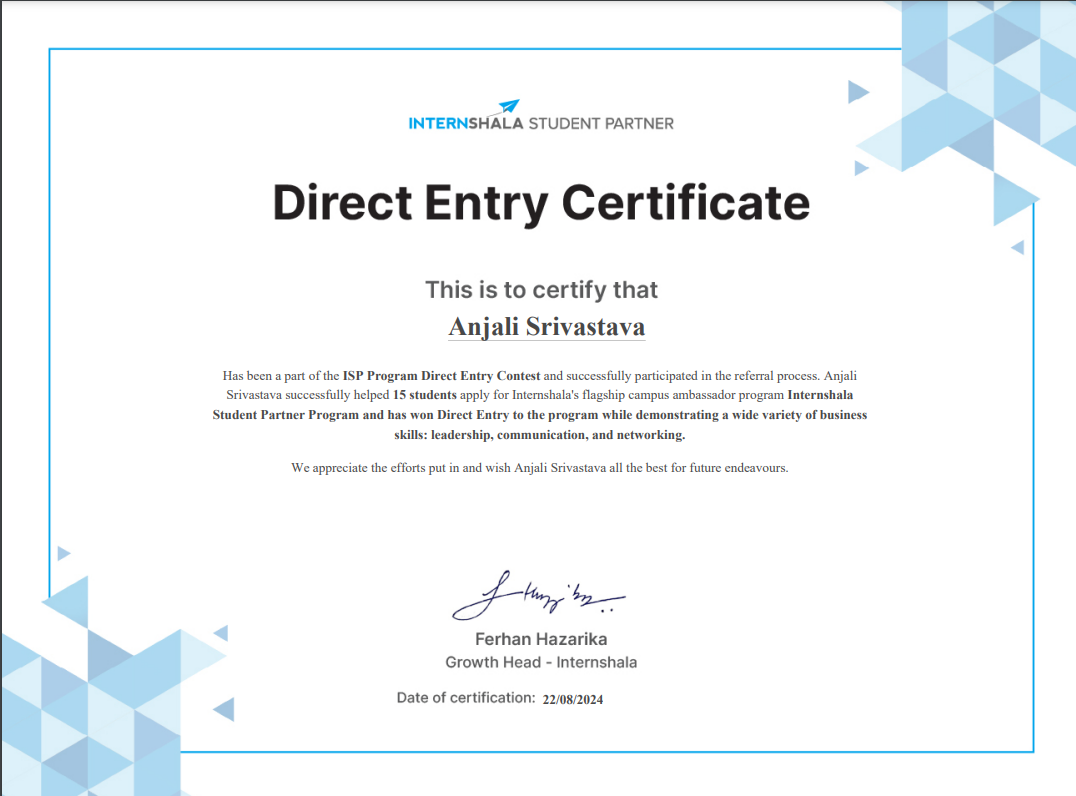 INTERNSHALA STUDENT PARTNER
Direct Entry Certificate
This is to certify that
Anjali Srivastava
Has been a part of the ISP Program Direct Entry Contest and successfully participated in the referral process. Anjali
Srivastava successfully helped 15 students apply for Internshala's flagship campus ambassador program Internshala
Student Partner Program and has won Direct Entry to the program while demonstrating a wide variety of business
skills: leadership, communication, and networking.
We appreciate the efforts put in and wish Anjali Srivastava all the best for future endeavours.
Ferhan Hazarika
Growth Head - Internshala
Date of certification: 22/08/2024